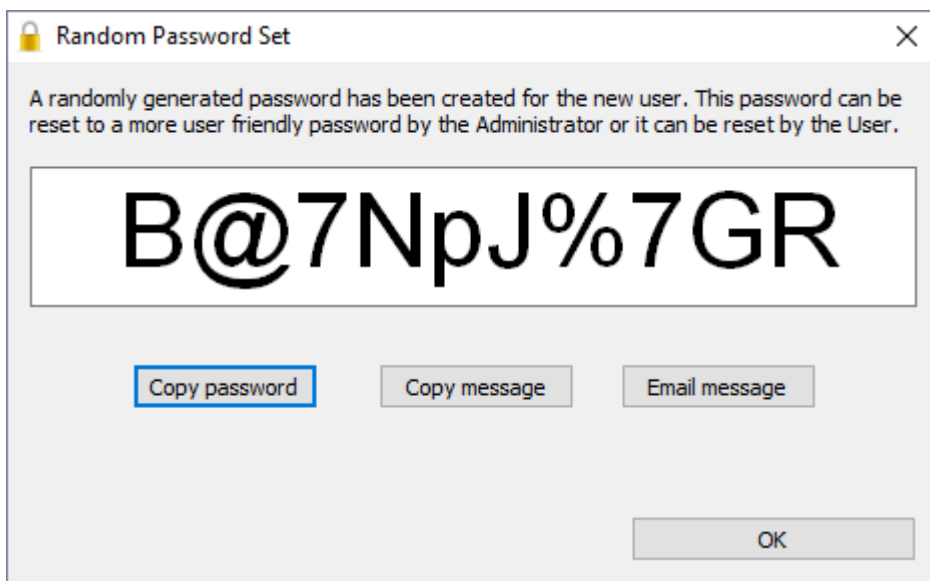 Random Password Set
A randomly generated password has been created for the new user. This password can be
reset to a more user friendly password by the Administrator or it can be reset by the User.
B@7NpJ%7GR
Copy password Copy message Email message
OK